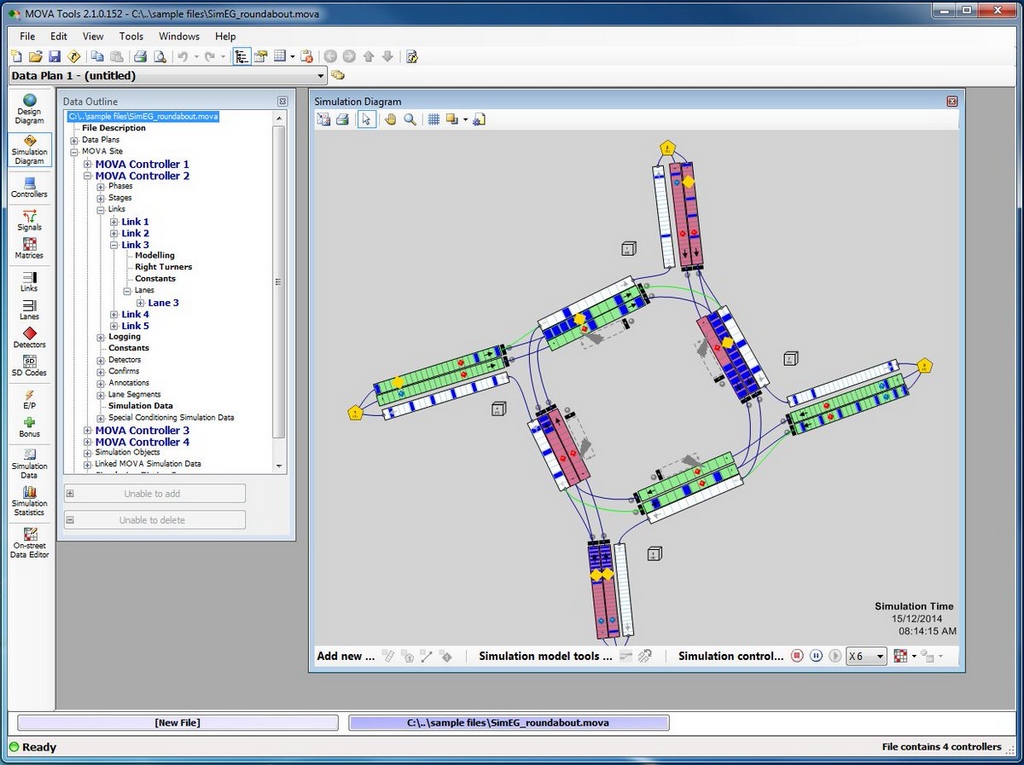 MOVA Tools 2.1.0.152 - C:\..\sample files\SimEG_roundabout.mova
File Edit View Tools Windows Help
Data Plan 1 - (untitled)
Design Diagram
Simulation Diagram
Controllers
Signals
Matrices
Links
Lanes
Detectors
SD Codes
E/P
Bonus
Simulation Data
Simulation Statistics
On-street Data Editor
Data Outline
C:\..\sample files\SimEG_roundabout.mova
File Description
Data Plans
MOVA Site
MOVA Controller 1
MOVA Controller 2
Phases
Stages
Links
Link 1
Link 2
Link 3
Modelling
Right Turners
Constants
Lanes
Lane 3
Link 4
Link 5
Logging
Constants
Detectors
Confirms
Annotations
Lane Segments
Simulation Data
Special Conditioning Simulation Data
MOVA Controller 3
MOVA Controller 4
Simulation Objects
Linked MOVA Simulation Data
Unable to add
Unable to delete
Simulation Diagram
Simulation Time
15/12/2014
08:14:15 AM
Add new ... Simulation model tools ... Simulation control... X6
[New File] C:\..\sample files\SimEG_roundabout.mova
Ready File contains 4 controllers